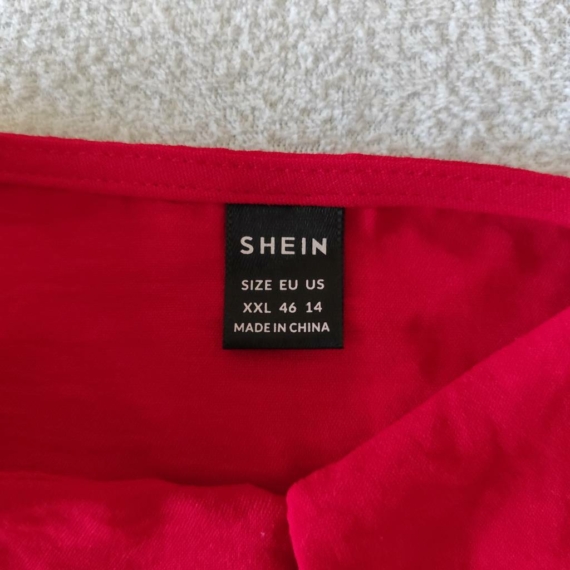 SHEIN
SIZE EU US
XXL 46 14
MADE IN CHINA